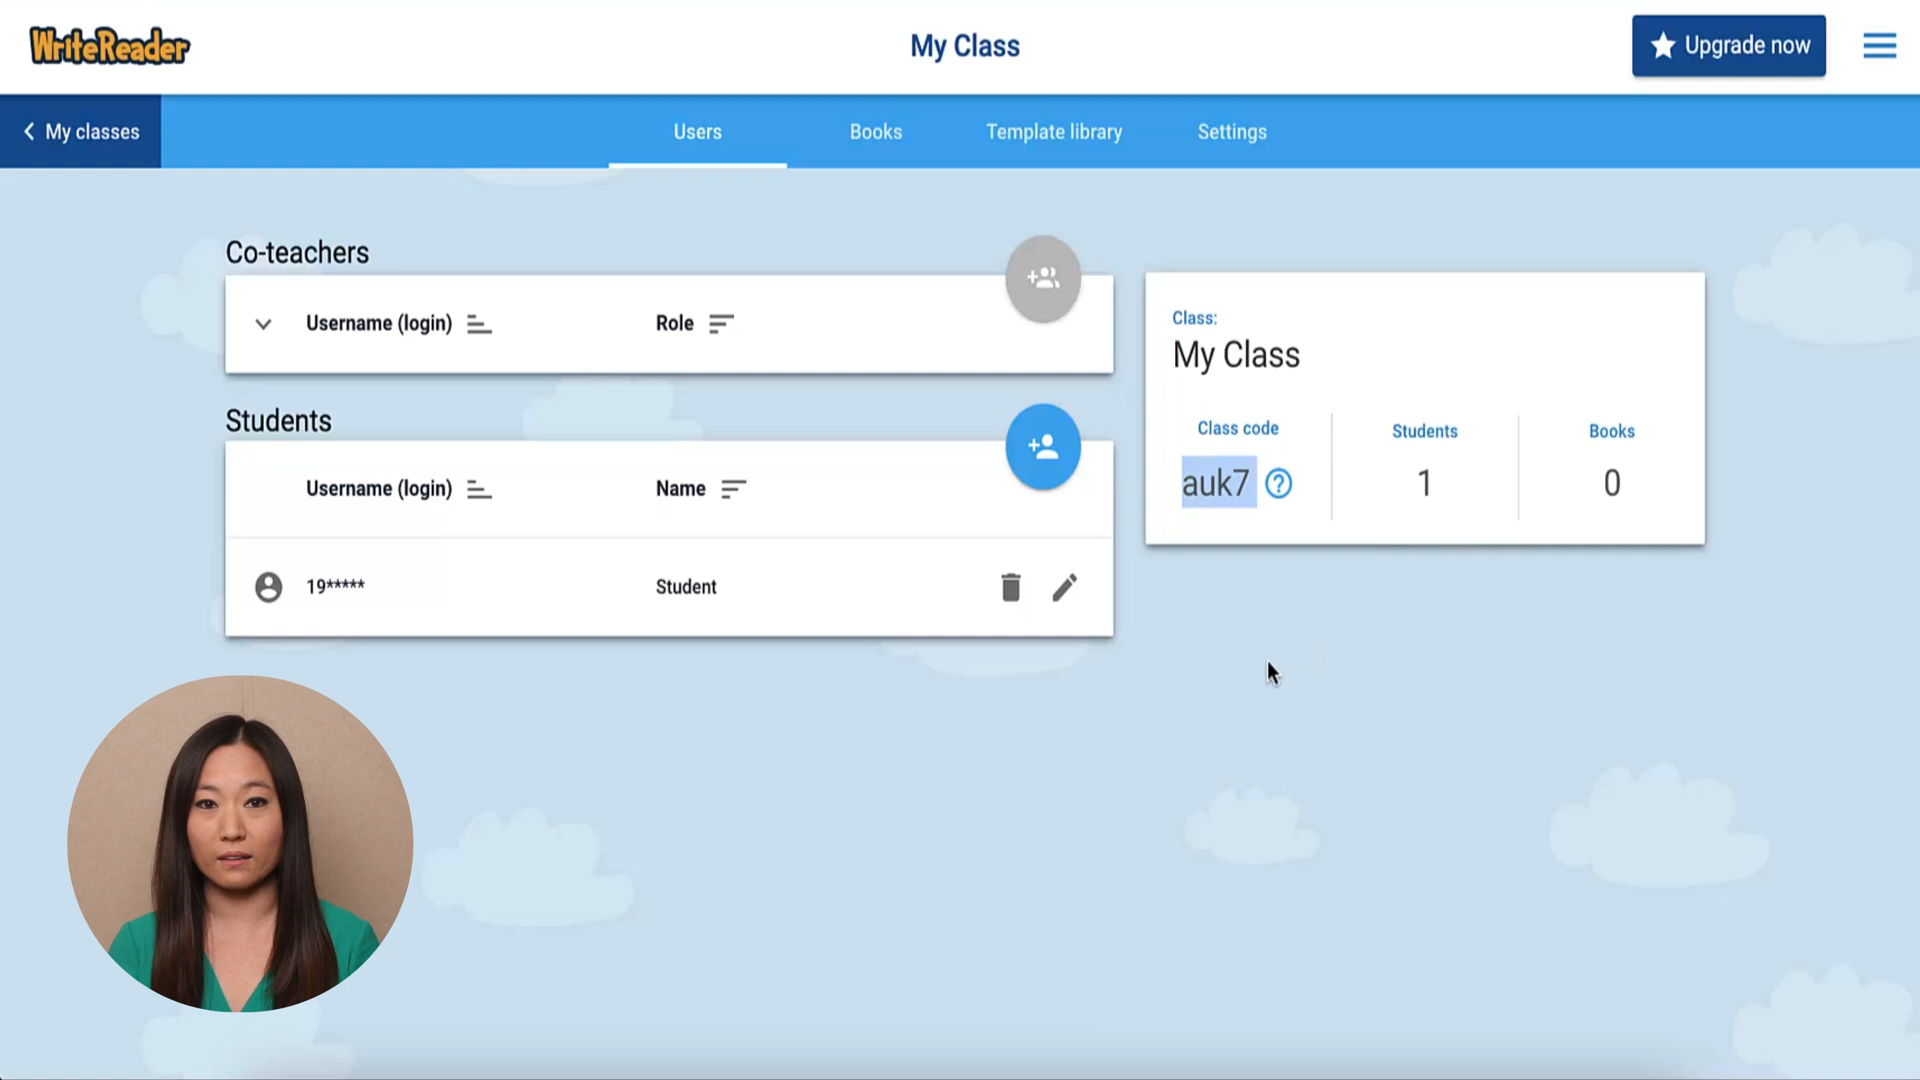 WriteReader
My Class
Upgrade now
My classes
Users
Books
Template library
Settings
Co-teachers
Username (login)
Role
Students
Username (login)
Name
19*****
Student
Class:
My Class
Class code
Students
Books
auk7
1
0